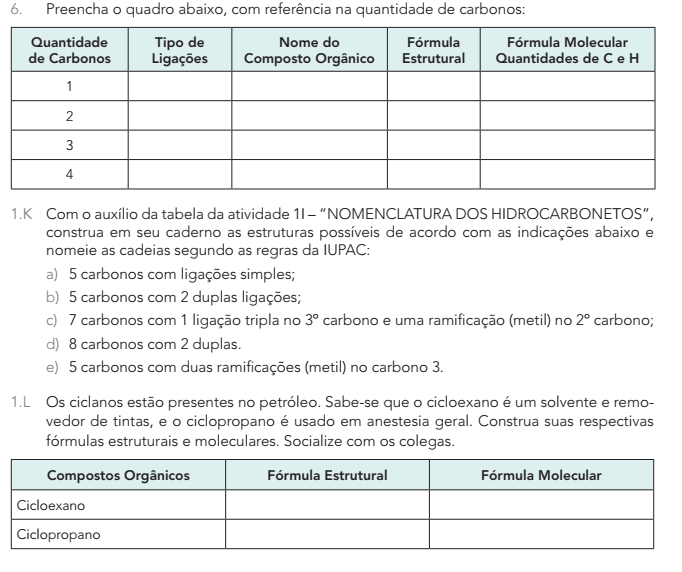 6. Preencha o quadro abaixo, com referência na quantidade de carbonos:
Quantidade de Carbonos | Tipo de Ligações | Nome do Composto Orgânico | Fórmula Estrutural | Fórmula Molecular Quantidades de C e H
1
2
3
4
1.K Com o auxílio da tabela da atividade 1I – “NOMENCLATURA DOS HIDROCARBONETOS”,
construa em seu caderno as estruturas possíveis de acordo com as indicações abaixo e
nomeie as cadeias segundo as regras da IUPAC:
a) 5 carbonos com ligações simples;
b) 5 carbonos com 2 duplas ligações;
c) 7 carbonos com 1 ligação tripla no 3º carbono e uma ramificação (metil) no 2º carbono;
d) 8 carbonos com 2 duplas.
e) 5 carbonos com duas ramificações (metil) no carbono 3.
1.L Os ciclanos estão presentes no petróleo. Sabe-se que o cicloexano é um solvente e remo-
vedor de tintas, e o ciclopropano é usado em anestesia geral. Construa suas respectivas
fórmulas estruturais e moleculares. Socialize com os colegas.
Compostos Orgânicos | Fórmula Estrutural | Fórmula Molecular
Cicloexano
Ciclopropano